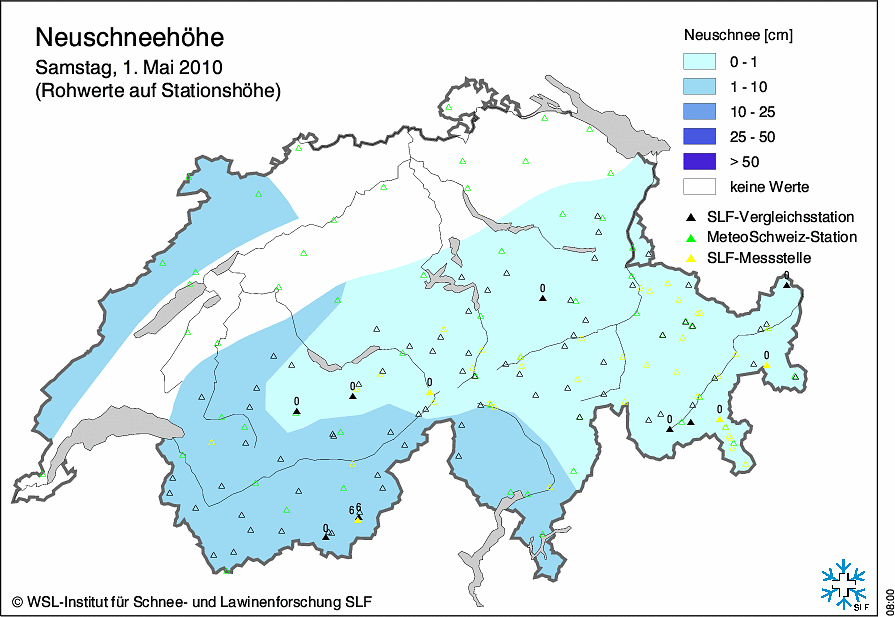 Neuschneehöhe
Samstag, 1. Mai 2010
(Rohwerte auf Stationshöhe)
Neuschnee [cm]
0 - 1
1 - 10
10 - 25
25 - 50
> 50
keine Werte
SLF-Vergleichsstation
MeteoSchweiz-Station
SLF-Messstelle
0
0
0
0
0
0
0
0
6 6
0
© WSL-Institut für Schnee- und Lawinenforschung SLF
SLF
08:00